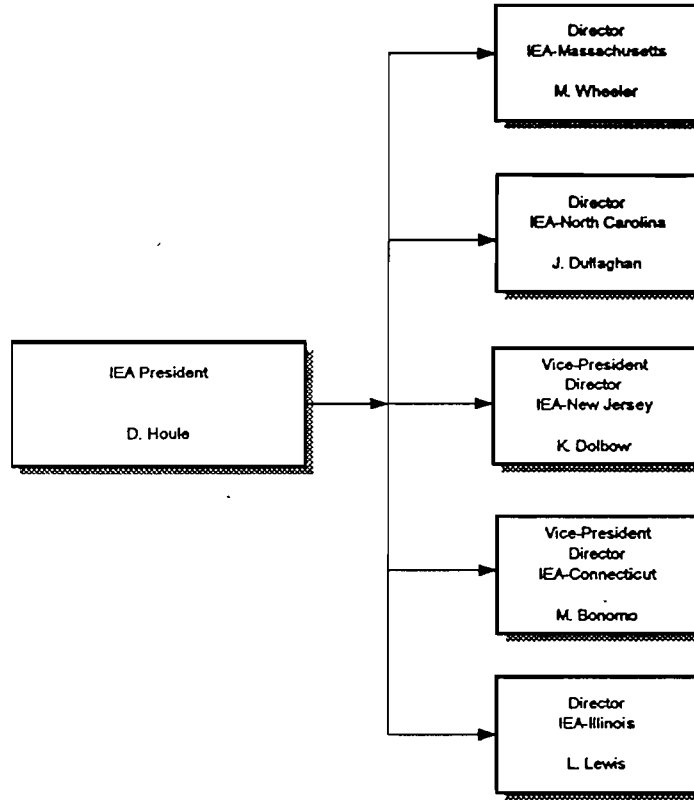 Director
IEA-Massachusetts
M. Wheeler
Director
IEA-North Carolina
J. Duffaghan
IEA President
D. Houle
Vice-President
Director
IEA-New Jersey
K. Dolbow
Vice-President
Director
IEA-Connecticut
M. Bonomo
Director
IEA-Illinois
L. Lewis